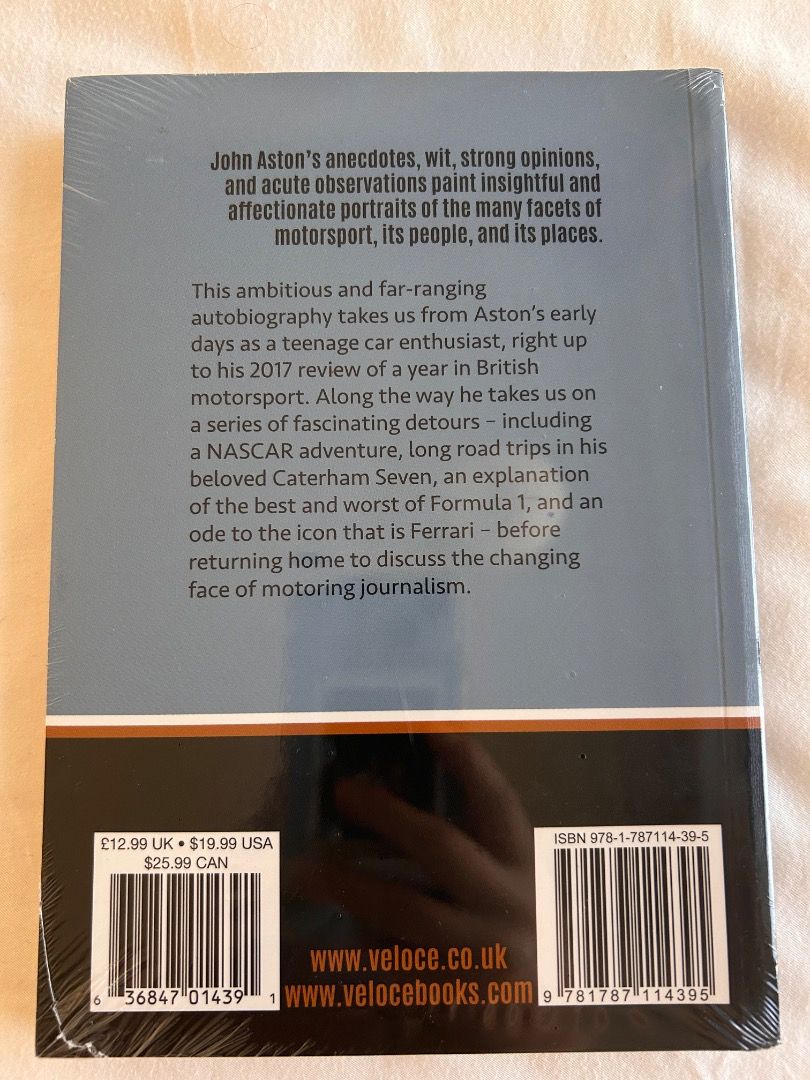 John Aston's anecdotes, wit, strong opinions,
and acute observations paint insightful and
affectionate portraits of the many facets of
motorsport, its people, and its places.
This ambitious and far-ranging
autobiography takes us from Aston's early
days as a teenage car enthusiast, right up
to his 2017 review of a year in British
motorsport. Along the way he takes us on
a series of fascinating detours – including
a NASCAR adventure, long road trips in his
beloved Caterham Seven, an explanation
of the best and worst of Formula 1, and an
ode to the icon that is Ferrari – before
returning home to discuss the changing
face of motoring journalism.
£12.99 UK • $19.99 USA
$25.99 CAN
6 36847 01439 1
www.veloce.co.uk
www.velocebooks.com
ISBN 978-1-787114-39-5
9 781787 114395